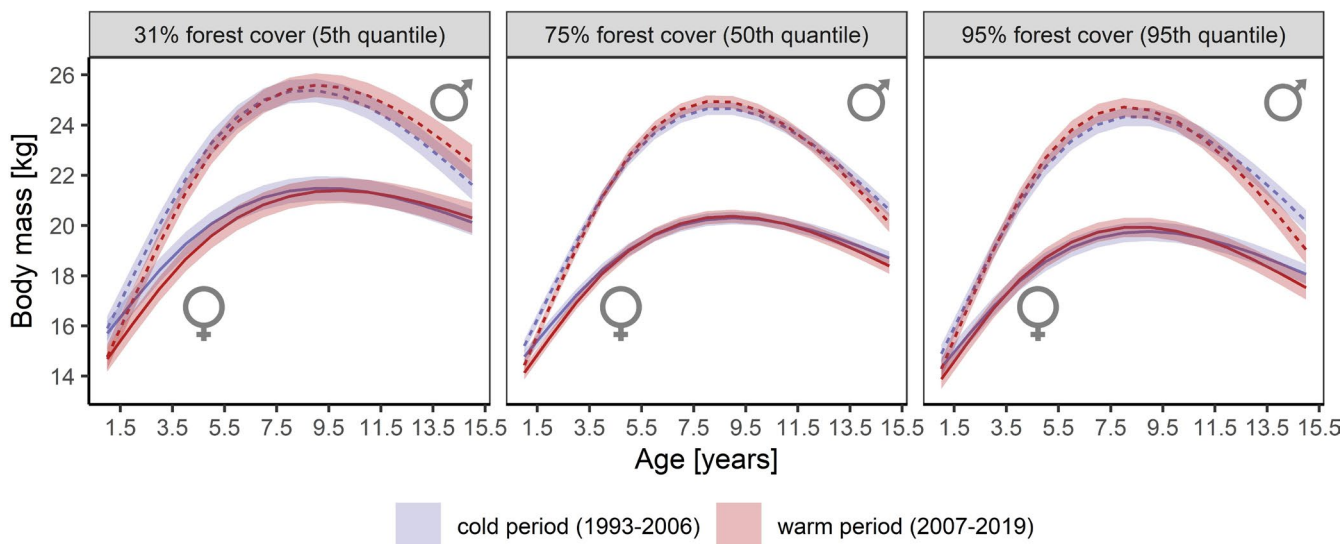 31% forest cover (5th quantile) 75% forest cover (50th quantile) 95% forest cover (95th quantile)
Body mass [kg]
26
24
22
20
18
16
14
1.5 3.5 5.5 7.5 9.5 11.5 13.5 15.5 1.5 3.5 5.5 7.5 9.5 11.5 13.5 15.5 1.5 3.5 5.5 7.5 9.5 11.5 13.5 15.5
Age [years]
cold period (1993-2006) warm period (2007-2019)